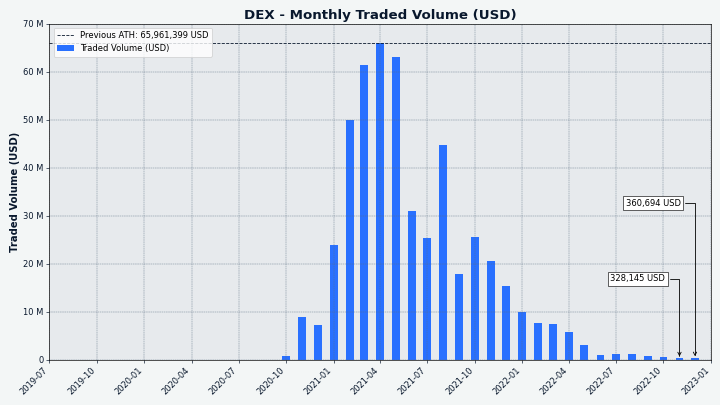 DEX - Monthly Traded Volume (USD)
Previous ATH: 65,961,399 USD
Traded Volume (USD)
Traded Volume (USD)
70 M
60 M
50 M
40 M
30 M
20 M
10 M
0
360,694 USD
328,145 USD
2019-07
2019-10
2020-01
2020-04
2020-07
2020-10
2021-01
2021-04
2021-07
2021-10
2022-01
2022-04
2022-07
2022-10
2023-01